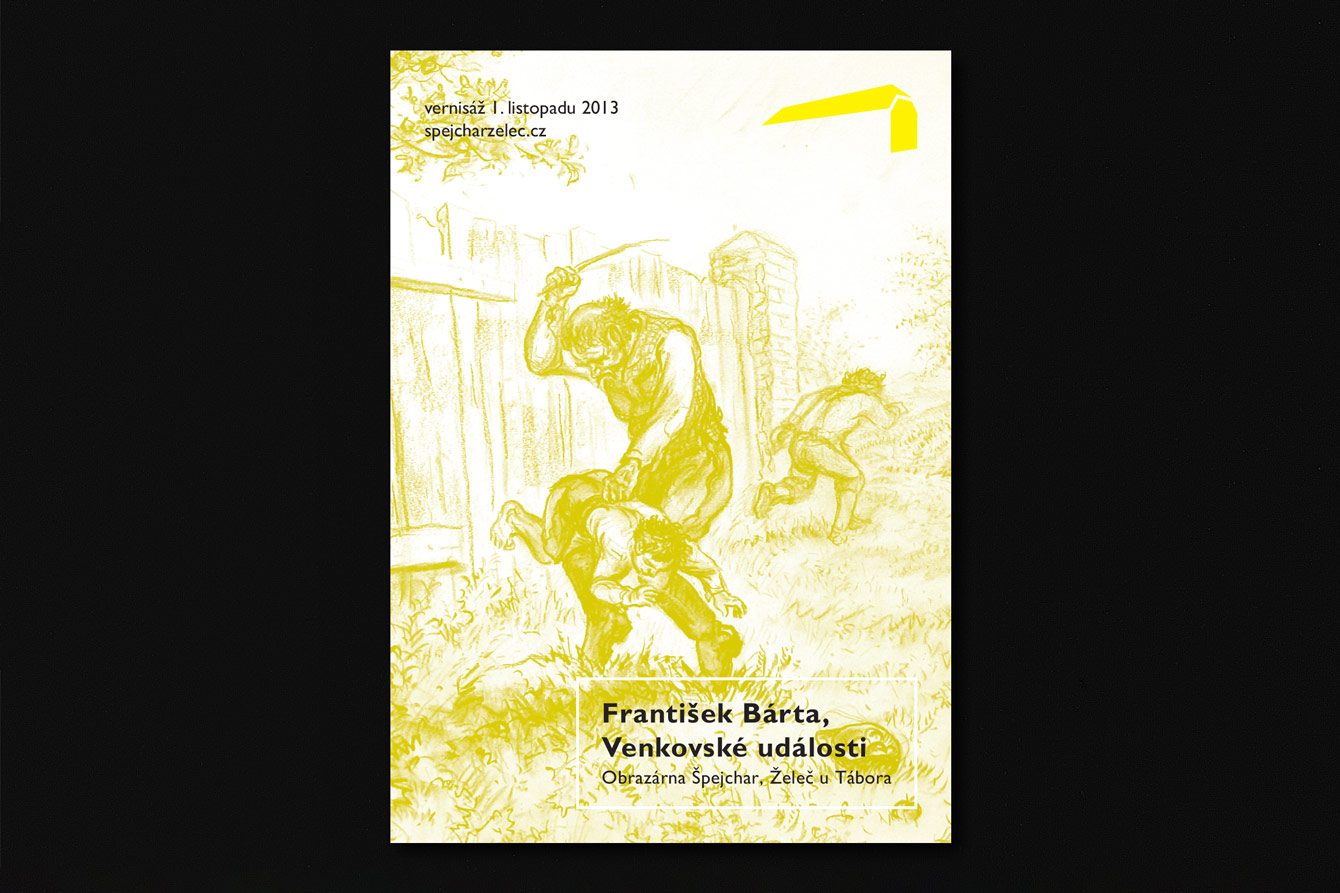 vernisáž 1. listopadu 2013
spejcharzelec.cz
František Bárta,
Venkovské události
Obrazárna Špejchar, Želeč u Tábora